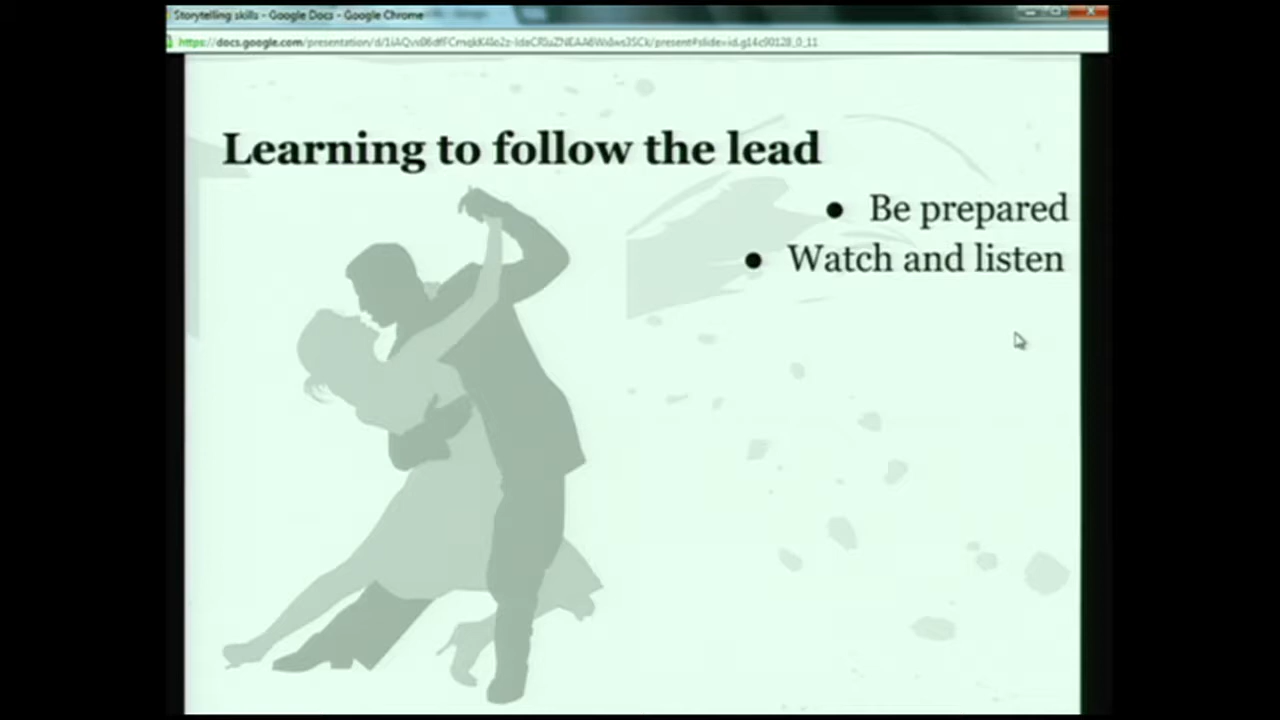 Storytelling skills - Google Docs - Google Chrome
Learning to follow the lead
● Be prepared
● Watch and listen